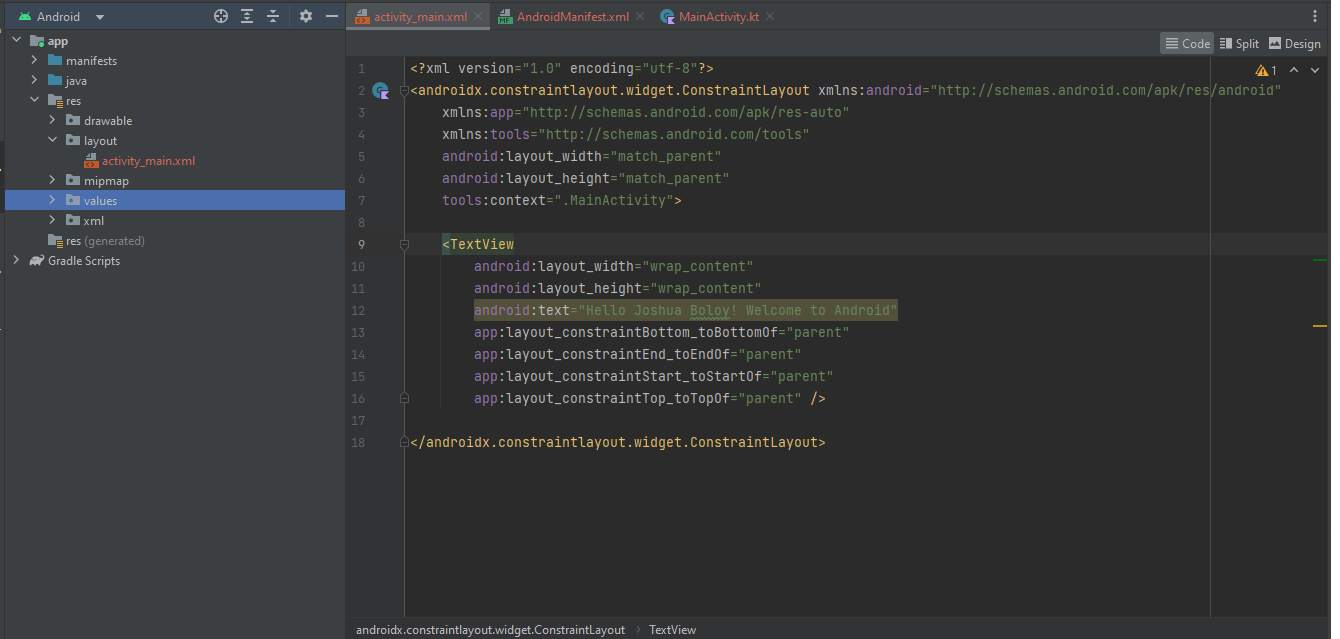 Android
activity_main.xml
AndroidManifest.xml
MainActivity.kt
app
manifests
java
res
drawable
layout
activity_main.xml
mipmap
values
xml
res (generated)
Gradle Scripts
Code
Split
Design
1
1 <?xml version="1.0" encoding="utf-8"?>
2 <androidx.constraintlayout.widget.ConstraintLayout xmlns:android="http://schemas.android.com/apk/res/android"
3 xmlns:app="http://schemas.android.com/apk/res-auto"
4 xmlns:tools="http://schemas.android.com/tools"
5 android:layout_width="match_parent"
6 android:layout_height="match_parent"
7 tools:context=".MainActivity">
8
9 <TextView
10 android:layout_width="wrap_content"
11 android:layout_height="wrap_content"
12 android:text="Hello Joshua Boloy! Welcome to Android"
13 app:layout_constraintBottom_toBottomOf="parent"
14 app:layout_constraintEnd_toEndOf="parent"
15 app:layout_constraintStart_toStartOf="parent"
16 app:layout_constraintTop_toTopOf="parent" />
17
18 </androidx.constraintlayout.widget.ConstraintLayout>
androidx.constraintlayout.widget.ConstraintLayout
TextView